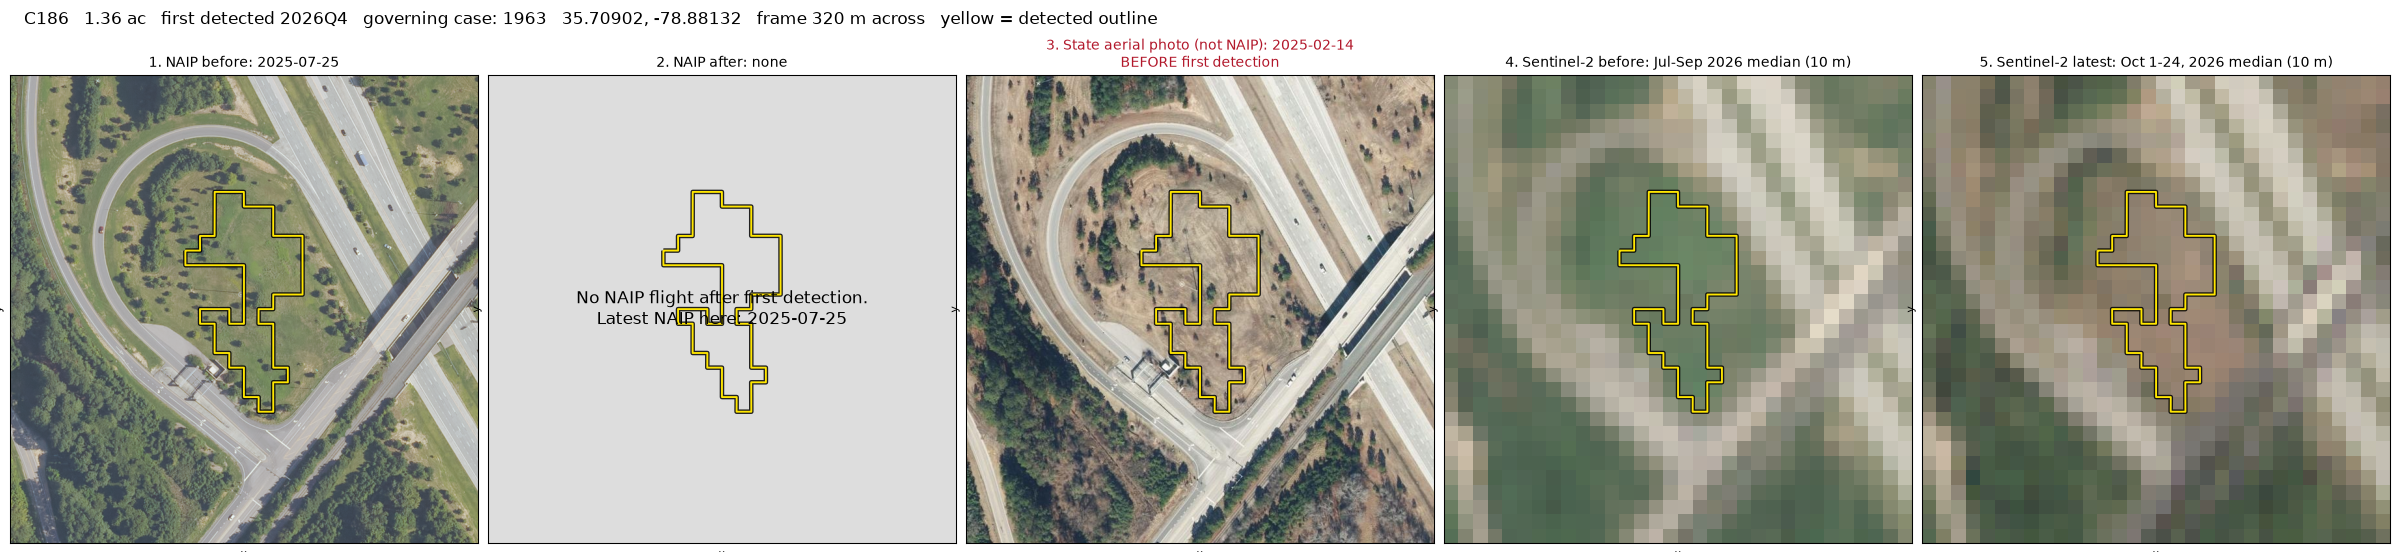 C186   1.36 ac   first detected 2026Q4   governing case: 1963   35.70902, -78.88132   frame 320 m across   yellow = detected outline
1. NAIP before: 2025-07-25
2. NAIP after: none
3. State aerial photo (not NAIP): 2025-02-14
BEFORE first detection
4. Sentinel-2 before: Jul-Sep 2026 median (10 m)
5. Sentinel-2 latest: Oct 1-24, 2026 median (10 m)
No NAIP flight after first detection.
Latest NAIP here: 2025-07-25